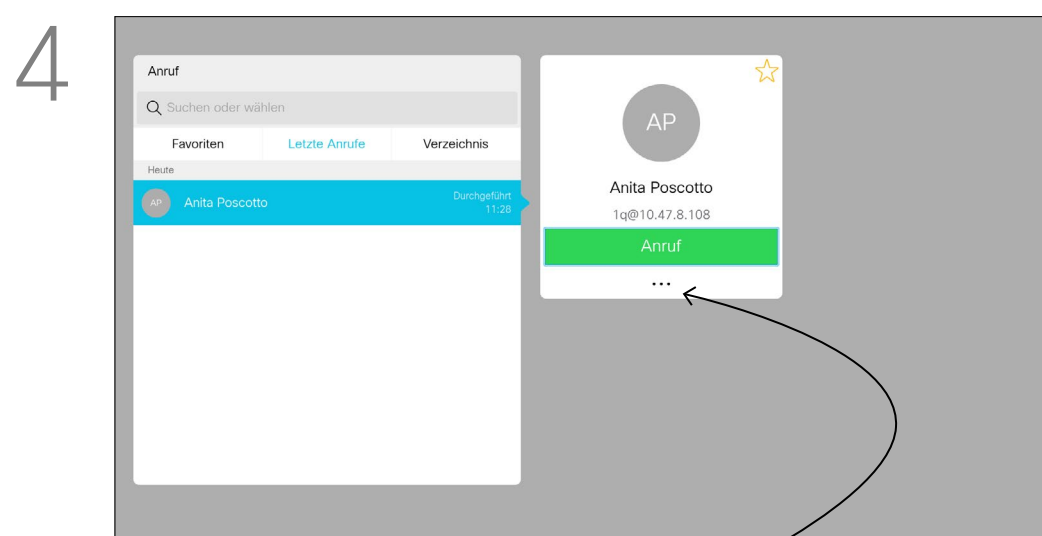 4
Anruf
Suchen oder wählen
Favoriten Letzte Anrufe Verzeichnis
Heute
AP Anita Poscotto Durchgeführt
11:28
AP
Anita Poscotto
1q@10.47.8.108
Anruf
...